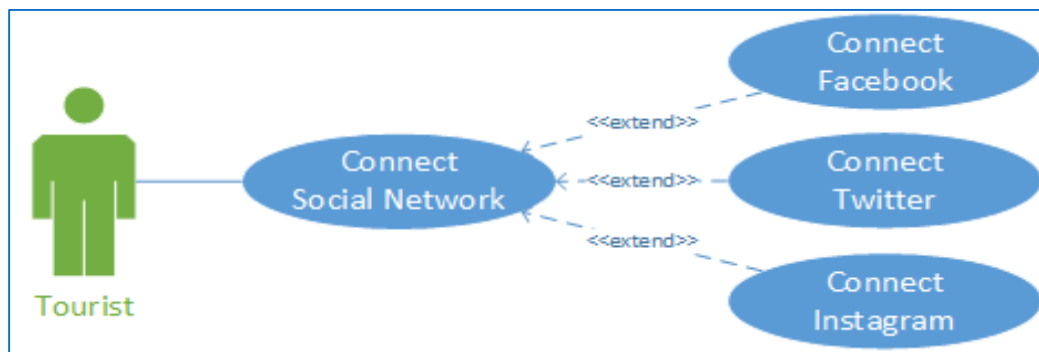 Connect
Facebook
<<extend>>
Connect
Social Network
<<extend>>
Connect
Twitter
<<extend>>
Connect
Instagram
Tourist